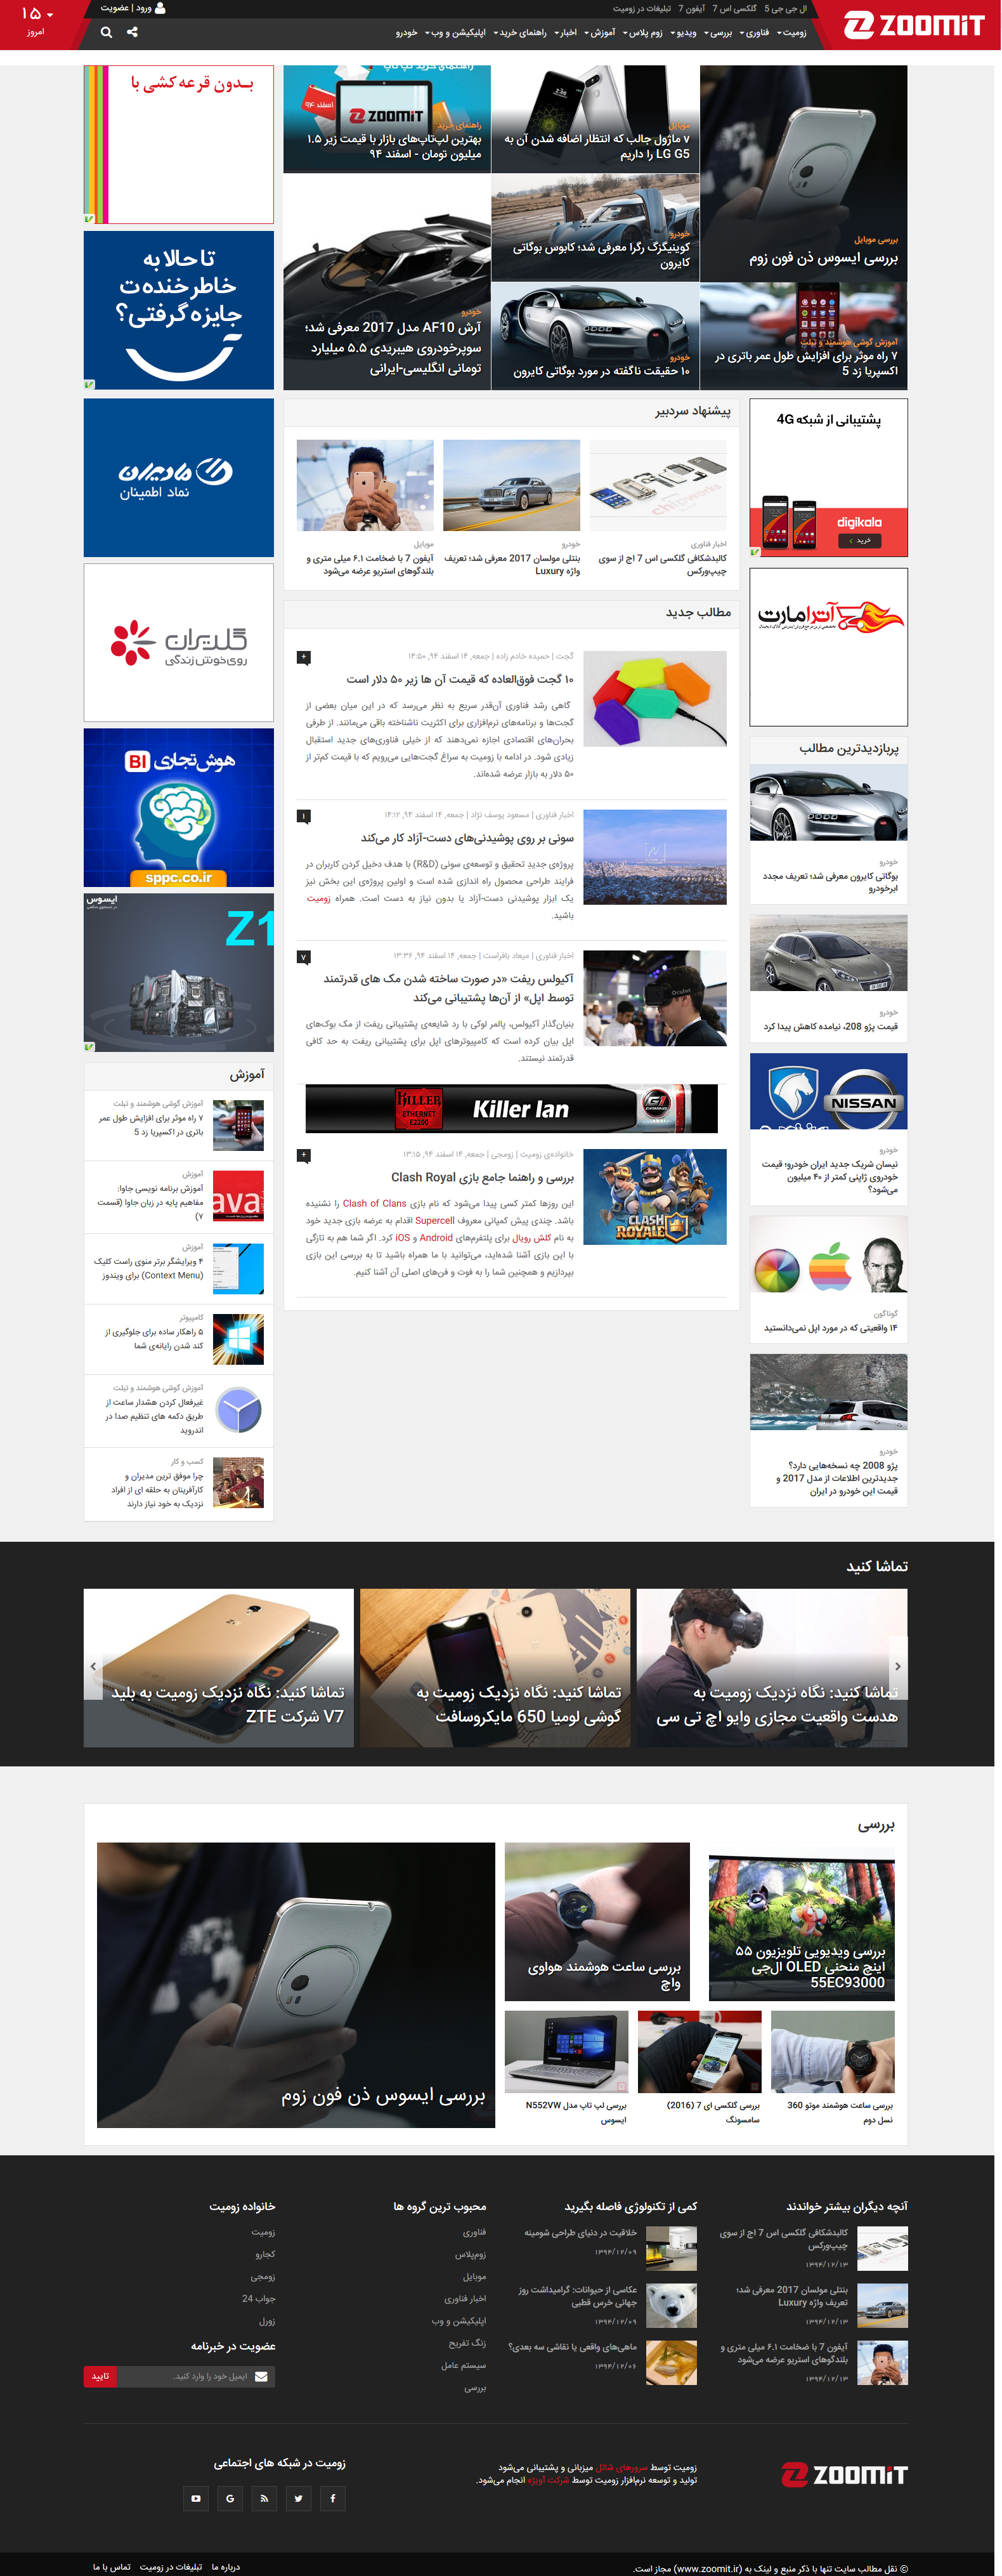 ZOOMIT
ال جی جی 5 گلکسی اس 7 آیفون 7 تبلیغات در زومیت
ورود | عضویت
۱۵
امروز
زومیت فناوری بررسی ویدیو زوم پلاس آموزش اخبار راهنمای خرید اپلیکیشن و وب خودرو
بررسی موبایل
بررسی ایسوس ذن فون زوم
موبایل
۷ ماژول جالب که انتظار اضافه شدن آن به
LG G5 را داریم
اسفند ۹۴
ZOOMIT
راهنمای خرید
بهترین لپ‌تاپ‌های بازار با قیمت زیر ۱.۵
میلیون تومان - اسفند ۹۴
خودرو
کوینیگزگ رگرا معرفی شد؛ کابوس بوگاتی
کایرون
خودرو
آرش AF10 مدل 2017 معرفی شد؛
سوپرخودروی هیبریدی ۵.۵ میلیارد
تومانی انگلیسی-ایرانی
آموزش گوشی هوشمند و تبلت
۷ راه موثر برای افزایش طول عمر باتری در
اکسپریا زد 5
خودرو
۱۰ حقیقت ناگفته در مورد بوگاتی کایرون
بـدون قرعه کشی با
تا حالا به
خاطر خنده ت
جایزه گرفتی؟
مادیران
نماد اطمینان
گلدیران
روی خوش زندگی
هوش تجاری BI
sppc.co.ir
ایسوس
Z1
پشتیبانی از شبکه 4G
digikala
خرید
آترامارت
پیشنهاد سردبیر
chipworks
اخبار فناوری
کالبدشکافی گلکسی اس 7 اج از سوی
چیپ‌ورکس
خودرو
بنتلی مولسان 2017 معرفی شد؛ تعریف
واژه Luxury
موبایل
آیفون 7 با ضخامت ۶.۱ میلی متری و
بلندگوهای استریو عرضه می‌شود
مطالب جدید
گجت | حمیده خادم زاده | جمعه, ۱۴ اسفند ۹۴, ۱۴:۵۰
+
۱۰ گجت فوق‌العاده که قیمت آن ها زیر ۵۰ دلار است
گاهی رشد فناوری آن‌قدر سریع به نظر می‌رسد که در این میان بعضی از
گجت‌ها و برنامه‌های نرم‌افزاری برای اکثریت ناشناخته باقی می‌مانند. از طرفی
بحران‌های اقتصادی اجازه نمی‌دهند که از خیلی فناوری‌های جدید استقبال
زیادی شود. در ادامه با زومیت به سراغ گجت‌هایی می‌رویم که با قیمت کم‌تر از
۵۰ دلار به بازار عرضه شده‌اند.
اخبار فناوری | مسعود یوسف نژاد | جمعه, ۱۴ اسفند ۹۴, ۱۴:۱۲
۱
سونی بر روی پوشیدنی‌های دست-آزاد کار می‌کند
پروژه‌ی جدید تحقیق و توسعه‌ی سونی (R&D) با هدف دخیل کردن کاربران در
فرایند طراحی محصول راه اندازی شده است و اولین پروژه‌ی این بخش نیز
یک ابزار پوشیدنی دست-آزاد یا بدون نیاز به دست است. همراه زومیت
باشید.
اخبار فناوری | میعاد بافراست | جمعه, ۱۴ اسفند ۹۴, ۱۳:۳۶
۷
آکیولس ریفت «در صورت ساخته شدن مک های قدرتمند
توسط اپل» از آن‌ها پشتیبانی می‌کند
بنیان‌گذار آکیولس، پالمر لوکی با رد شایعه‌ی پشتیبانی ریفت از مک بوک‌های
اپل بیان کرده است که کامپیوترهای اپل برای پشتیبانی ریفت به حد کافی
قدرتمند نیستند.
Oculus
KILLER
ETHERNET
E2200
Killer lan
G1
GAMING
خانواده‌ی زومیت | زومجی | جمعه, ۱۴ اسفند ۹۴, ۱۳:۱۵
+
بررسی و راهنما جامع بازی Clash Royal
این روزها کمتر کسی پیدا می‌شود که نام بازی Clash of Clans را نشنیده
باشد. چندی پیش کمپانی معروف Supercell اقدام به عرضه بازی جدید خود
به نام کلش رویال برای پلتفرم‌های Android و iOS کرد. اگر شما هم به تازگی
با این بازی آشنا شده‌اید، می‌توانید با ما همراه باشید تا به بررسی این بازی
بپردازیم و همچنین شما را به فوت و فن‌های اصلی آن آشنا کنیم.
CLASH
ROYALE
پربازدیدترین مطالب
خودرو
بوگاتی کایرون معرفی شد؛ تعریف مجدد
ابرخودرو
خودرو
قیمت پژو 208، نیامده کاهش پیدا کرد
NISSAN
خودرو
نیسان شریک جدید ایران خودرو؛ قیمت
خودروی ژاپنی کمتر از ۴۰ میلیون
می‌شود؟
گوناگون
۱۴ واقعیتی که در مورد اپل نمی‌دانستید
خودرو
پژو 2008 چه نسخه‌هایی دارد؟
جدیدترین اطلاعات از مدل 2017 و
قیمت این خودرو در ایران
آموزش
آموزش گوشی هوشمند و تبلت
۷ راه موثر برای افزایش طول عمر
باتری در اکسپریا زد 5
آموزش
آموزش برنامه نویسی جاوا:
مفاهیم پایه در زبان جاوا (قسمت
۷)
ava
آموزش
۴ ویرایشگر برتر منوی راست کلیک
(Context Menu) برای ویندوز
کامپیوتر
۵ راهکار ساده برای جلوگیری از
کند شدن رایانه‌ی شما
آموزش گوشی هوشمند و تبلت
غیرفعال کردن هشدار ساعت از
طریق دکمه های تنظیم صدا در
اندروید
کسب و کار
چرا موفق ترین مدیران و
کارآفرینان به حلقه ای از افراد
نزدیک به خود نیاز دارند
تماشا کنید
تماشا کنید: نگاه نزدیک زومیت به
هدست واقعیت مجازی وایو اچ تی سی
تماشا کنید: نگاه نزدیک زومیت به
گوشی لومیا 650 مایکروسافت
تماشا کنید: نگاه نزدیک زومیت به بلید
V7 شرکت ZTE
بررسی
بررسی ویدیویی تلویزیون ۵۵
اینچ منحنی OLED ال‌جی
55EC93000
بررسی ساعت هوشمند هواوی
واچ
بررسی ایسوس ذن فون زوم
بررسی ساعت هوشمند موتو 360
نسل دوم
بررسی گلکسی ای 7 (2016)
سامسونگ
بررسی لپ تاپ مدل N552VW
ایسوس
آنچه دیگران بیشتر خواندند
کالبدشکافی گلکسی اس 7 اج از سوی
چیپ‌ورکس
۱۳۹۴/۱۲/۱۳
بنتلی مولسان 2017 معرفی شد؛
تعریف واژه Luxury
۱۳۹۴/۱۲/۱۳
آیفون 7 با ضخامت ۶.۱ میلی متری و
بلندگوهای استریو عرضه می‌شود
۱۳۹۴/۱۲/۱۳
کمی از تکنولوژی فاصله بگیرید
خلاقیت در دنیای طراحی شومینه
۱۳۹۴/۱۲/۰۹
عکاسی از حیوانات: گرامیداشت روز
جهانی خرس قطبی
۱۳۹۴/۱۲/۰۹
ماهی‌های واقعی یا نقاشی سه بعدی؟
۱۳۹۴/۱۲/۰۶
محبوب ترین گروه ها
فناوری
زوم‌پلاس
موبایل
اخبار فناوری
اپلیکیشن و وب
زنگ تفریح
سیستم عامل
بررسی
خانواده زومیت
زومیت
کجارو
زومجی
جواب 24
زورل
عضویت در خبرنامه
ایمیل خود را وارد کنید.
تایید
ZOOMIT
زومیت توسط سرورهای شاتل میزبانی و پشتیبانی می‌شود
تولید و توسعه نرم‌افزار زومیت توسط شرکت آویژه انجام می‌شود.
زومیت در شبکه های اجتماعی
© نقل مطالب سایت تنها با ذکر منبع و لینک به (www.zoomit.ir) مجاز است.
درباره ما تبلیغات در زومیت تماس با ما